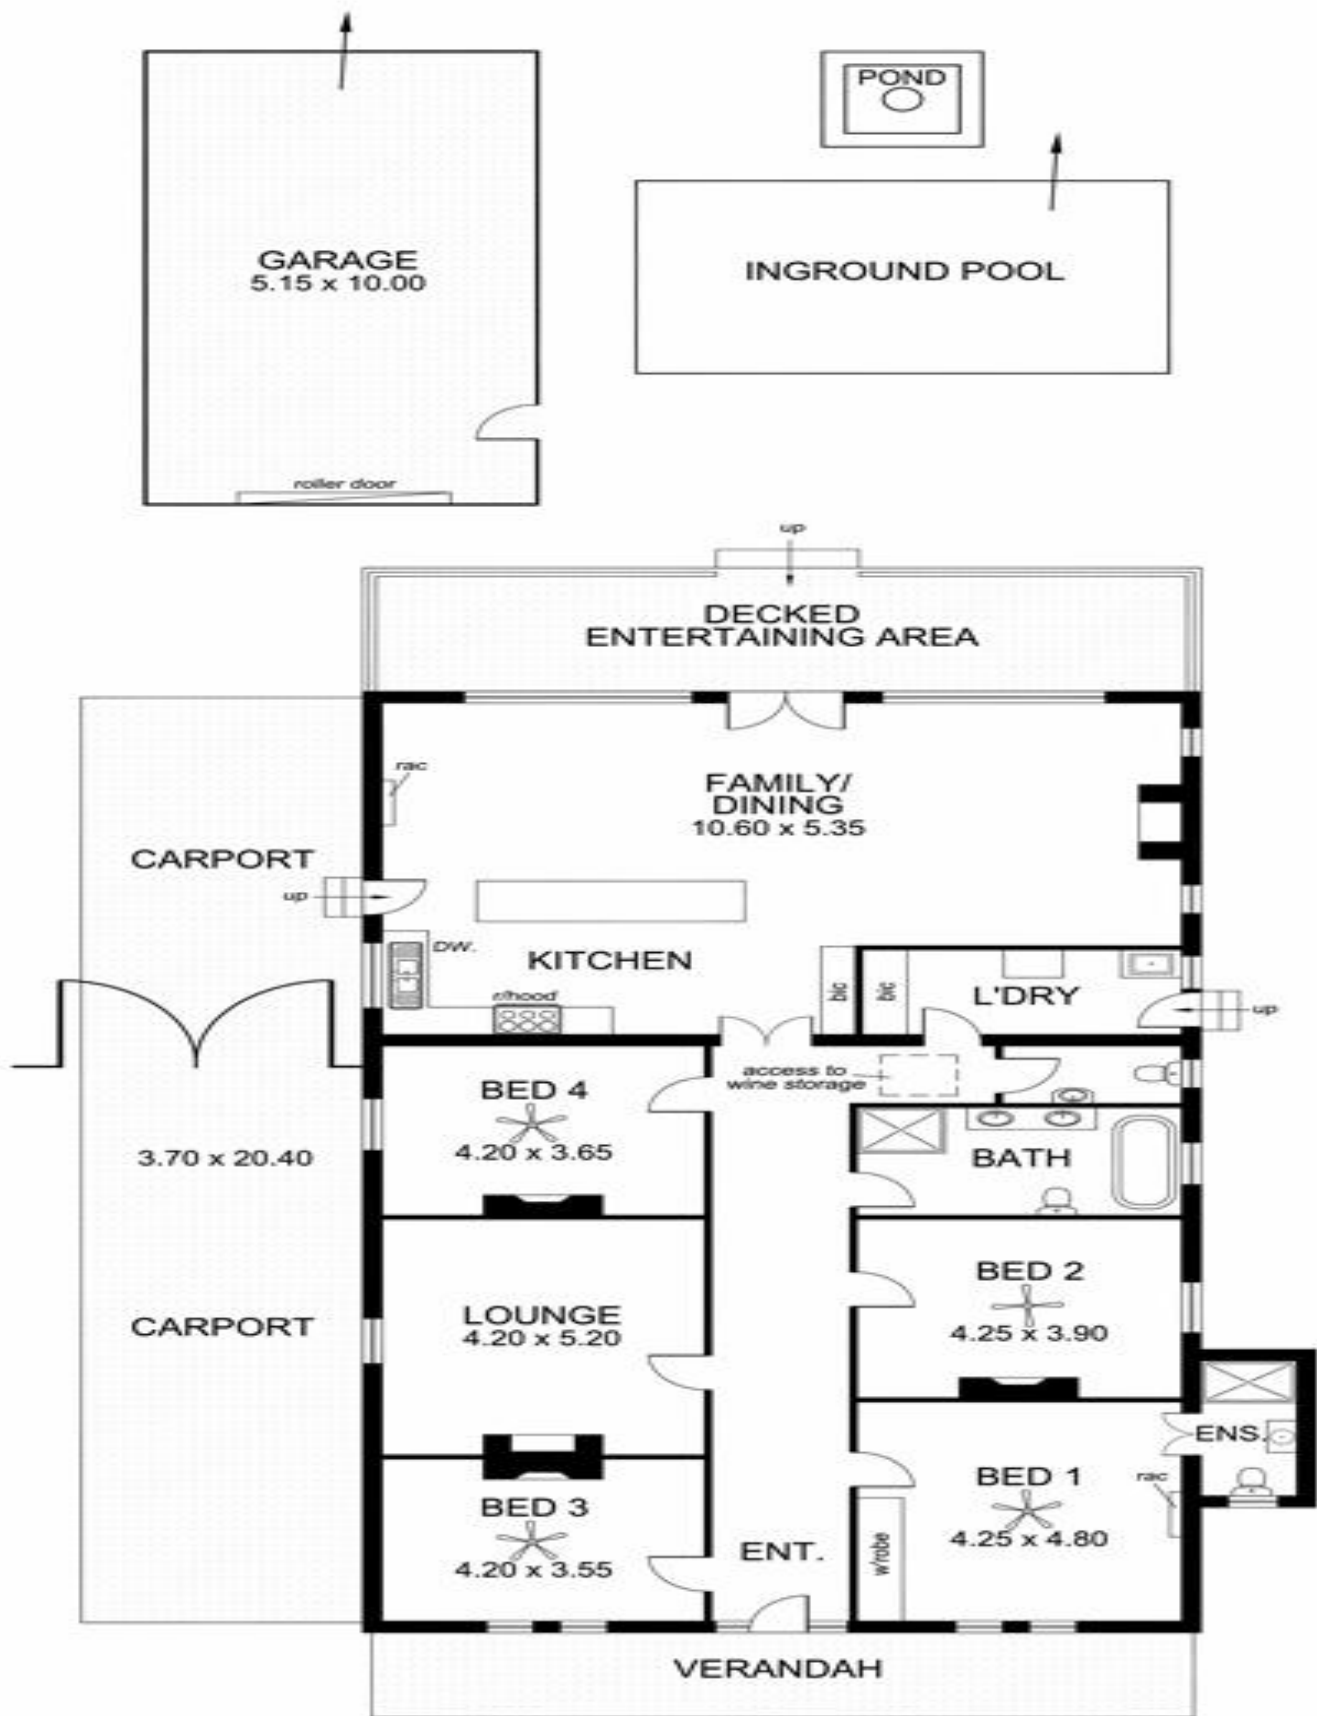 POND
GARAGE
5.15 x 10.00
INGROUND POOL
roller door
up
DECKED
ENTERTAINING AREA
rac
FAMILY/
DINING
10.60 x 5.35
CARPORT
up
DW.
KITCHEN
r/hood
bic
bic
L'DRY
up
access to
wine storage
BED 4
4.20 x 3.65
3.70 x 20.40
BATH
BED 2
4.25 x 3.90
LOUNGE
4.20 x 5.20
CARPORT
ENS.
BED 1
rac
4.25 x 4.80
BED 3
4.20 x 3.55
ENT.
w/robe
VERANDAH